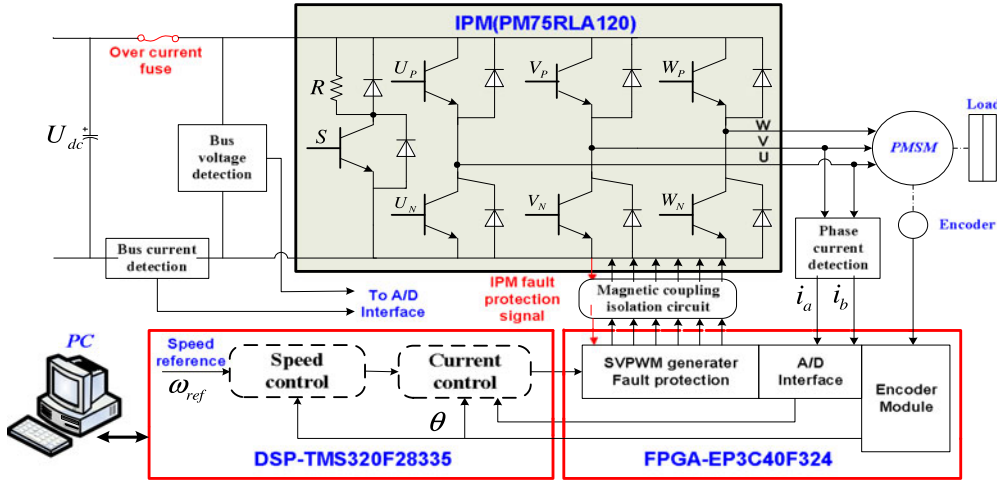 IPM(PM75RLA120)
Over current
fuse
U_dc
+
Bus
voltage
detection
Bus current
detection
R
S
U_P
V_P
W_P
U_N
V_N
W_N
W
V
U
PMSM
Load
Encoder
Phase
current
detection
i_a
i_b
To A/D
Interface
IPM fault
protection
signal
Magnetic coupling
isolation circuit
PC
Speed
reference
ω_ref
Speed
control
Current
control
θ
DSP-TMS320F28335
SVPWM generater
Fault protection
A/D
Interface
Encoder
Module
FPGA-EP3C40F324